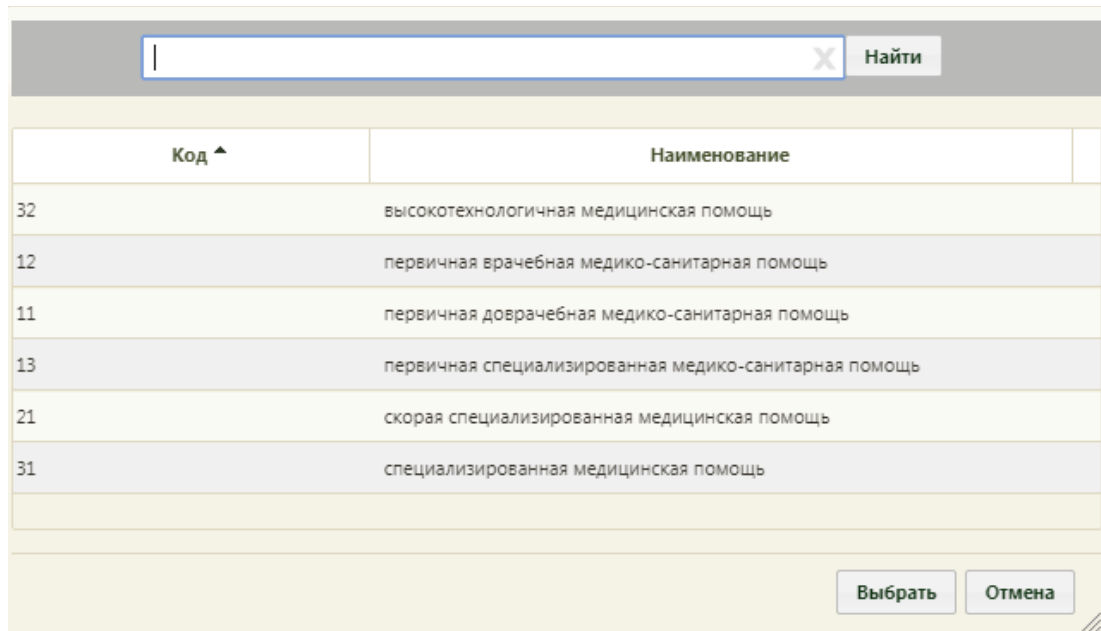 X Найти
Код Наименование
32 высокотехнологичная медицинская помощь
12 первичная врачебная медико-санитарная помощь
11 первичная доврачебная медико-санитарная помощь
13 первичная специализированная медико-санитарная помощь
21 скорая специализированная медицинская помощь
31 специализированная медицинская помощь
Выбрать Отмена